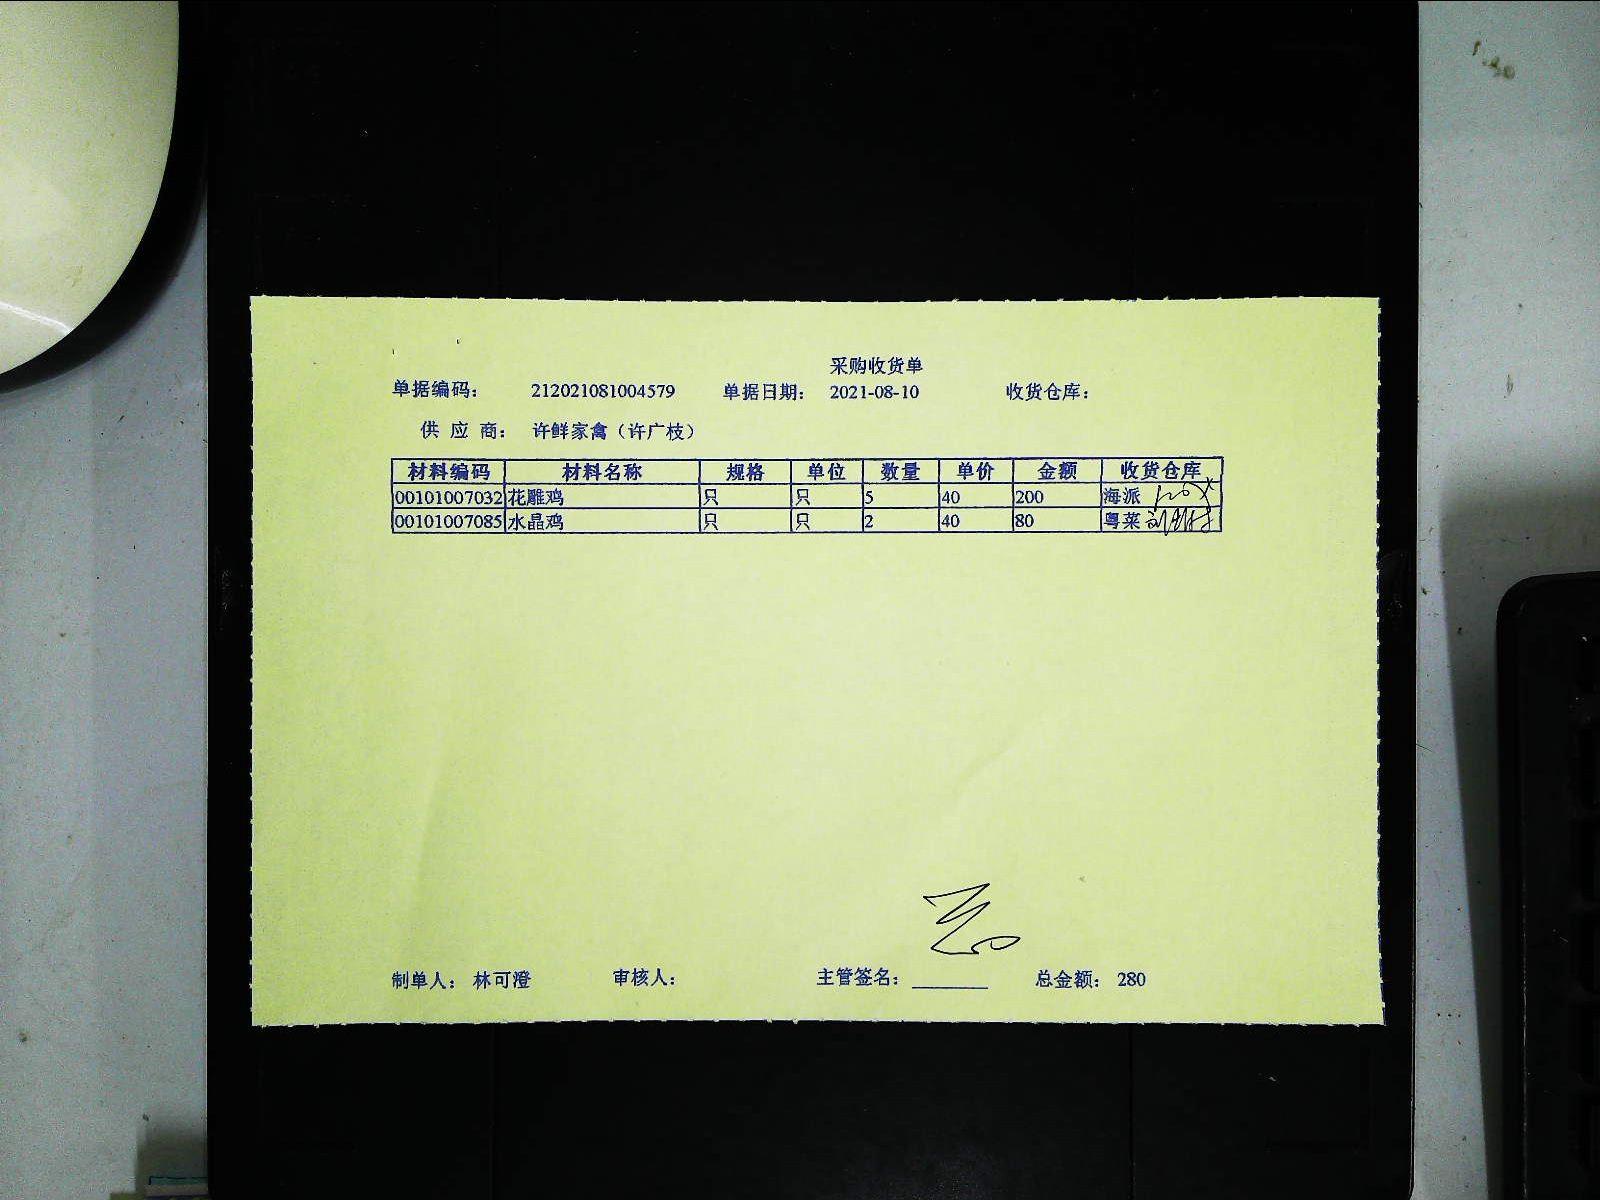 采购收货单
单据编码: 212021081004579 单据日期: 2021-08-10 收货仓库:
供 应 商: 许鲜家禽（许广枝）
材料编码 材料名称 规格 单位 数量 单价 金额 收货仓库
00101007032 花雕鸡 只 只 5 40 200 海派
00101007085 水晶鸡 只 只 2 40 80 粤菜
制单人: 林可澄 审核人: 主管签名: ________ 总金额: 280